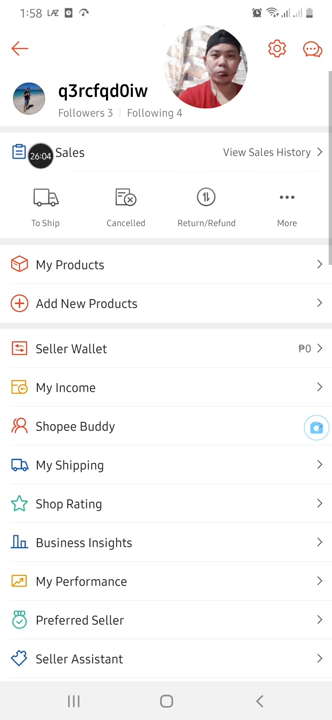 1:58 LAZ
q3rcfqd0iw
Followers 3 Following 4
26:04 Sales View Sales History
To Ship Cancelled Return/Refund More
My Products
Add New Products
Seller Wallet ₱0
My Income
Shopee Buddy
My Shipping
Shop Rating
Business Insights
My Performance
Preferred Seller
Seller Assistant